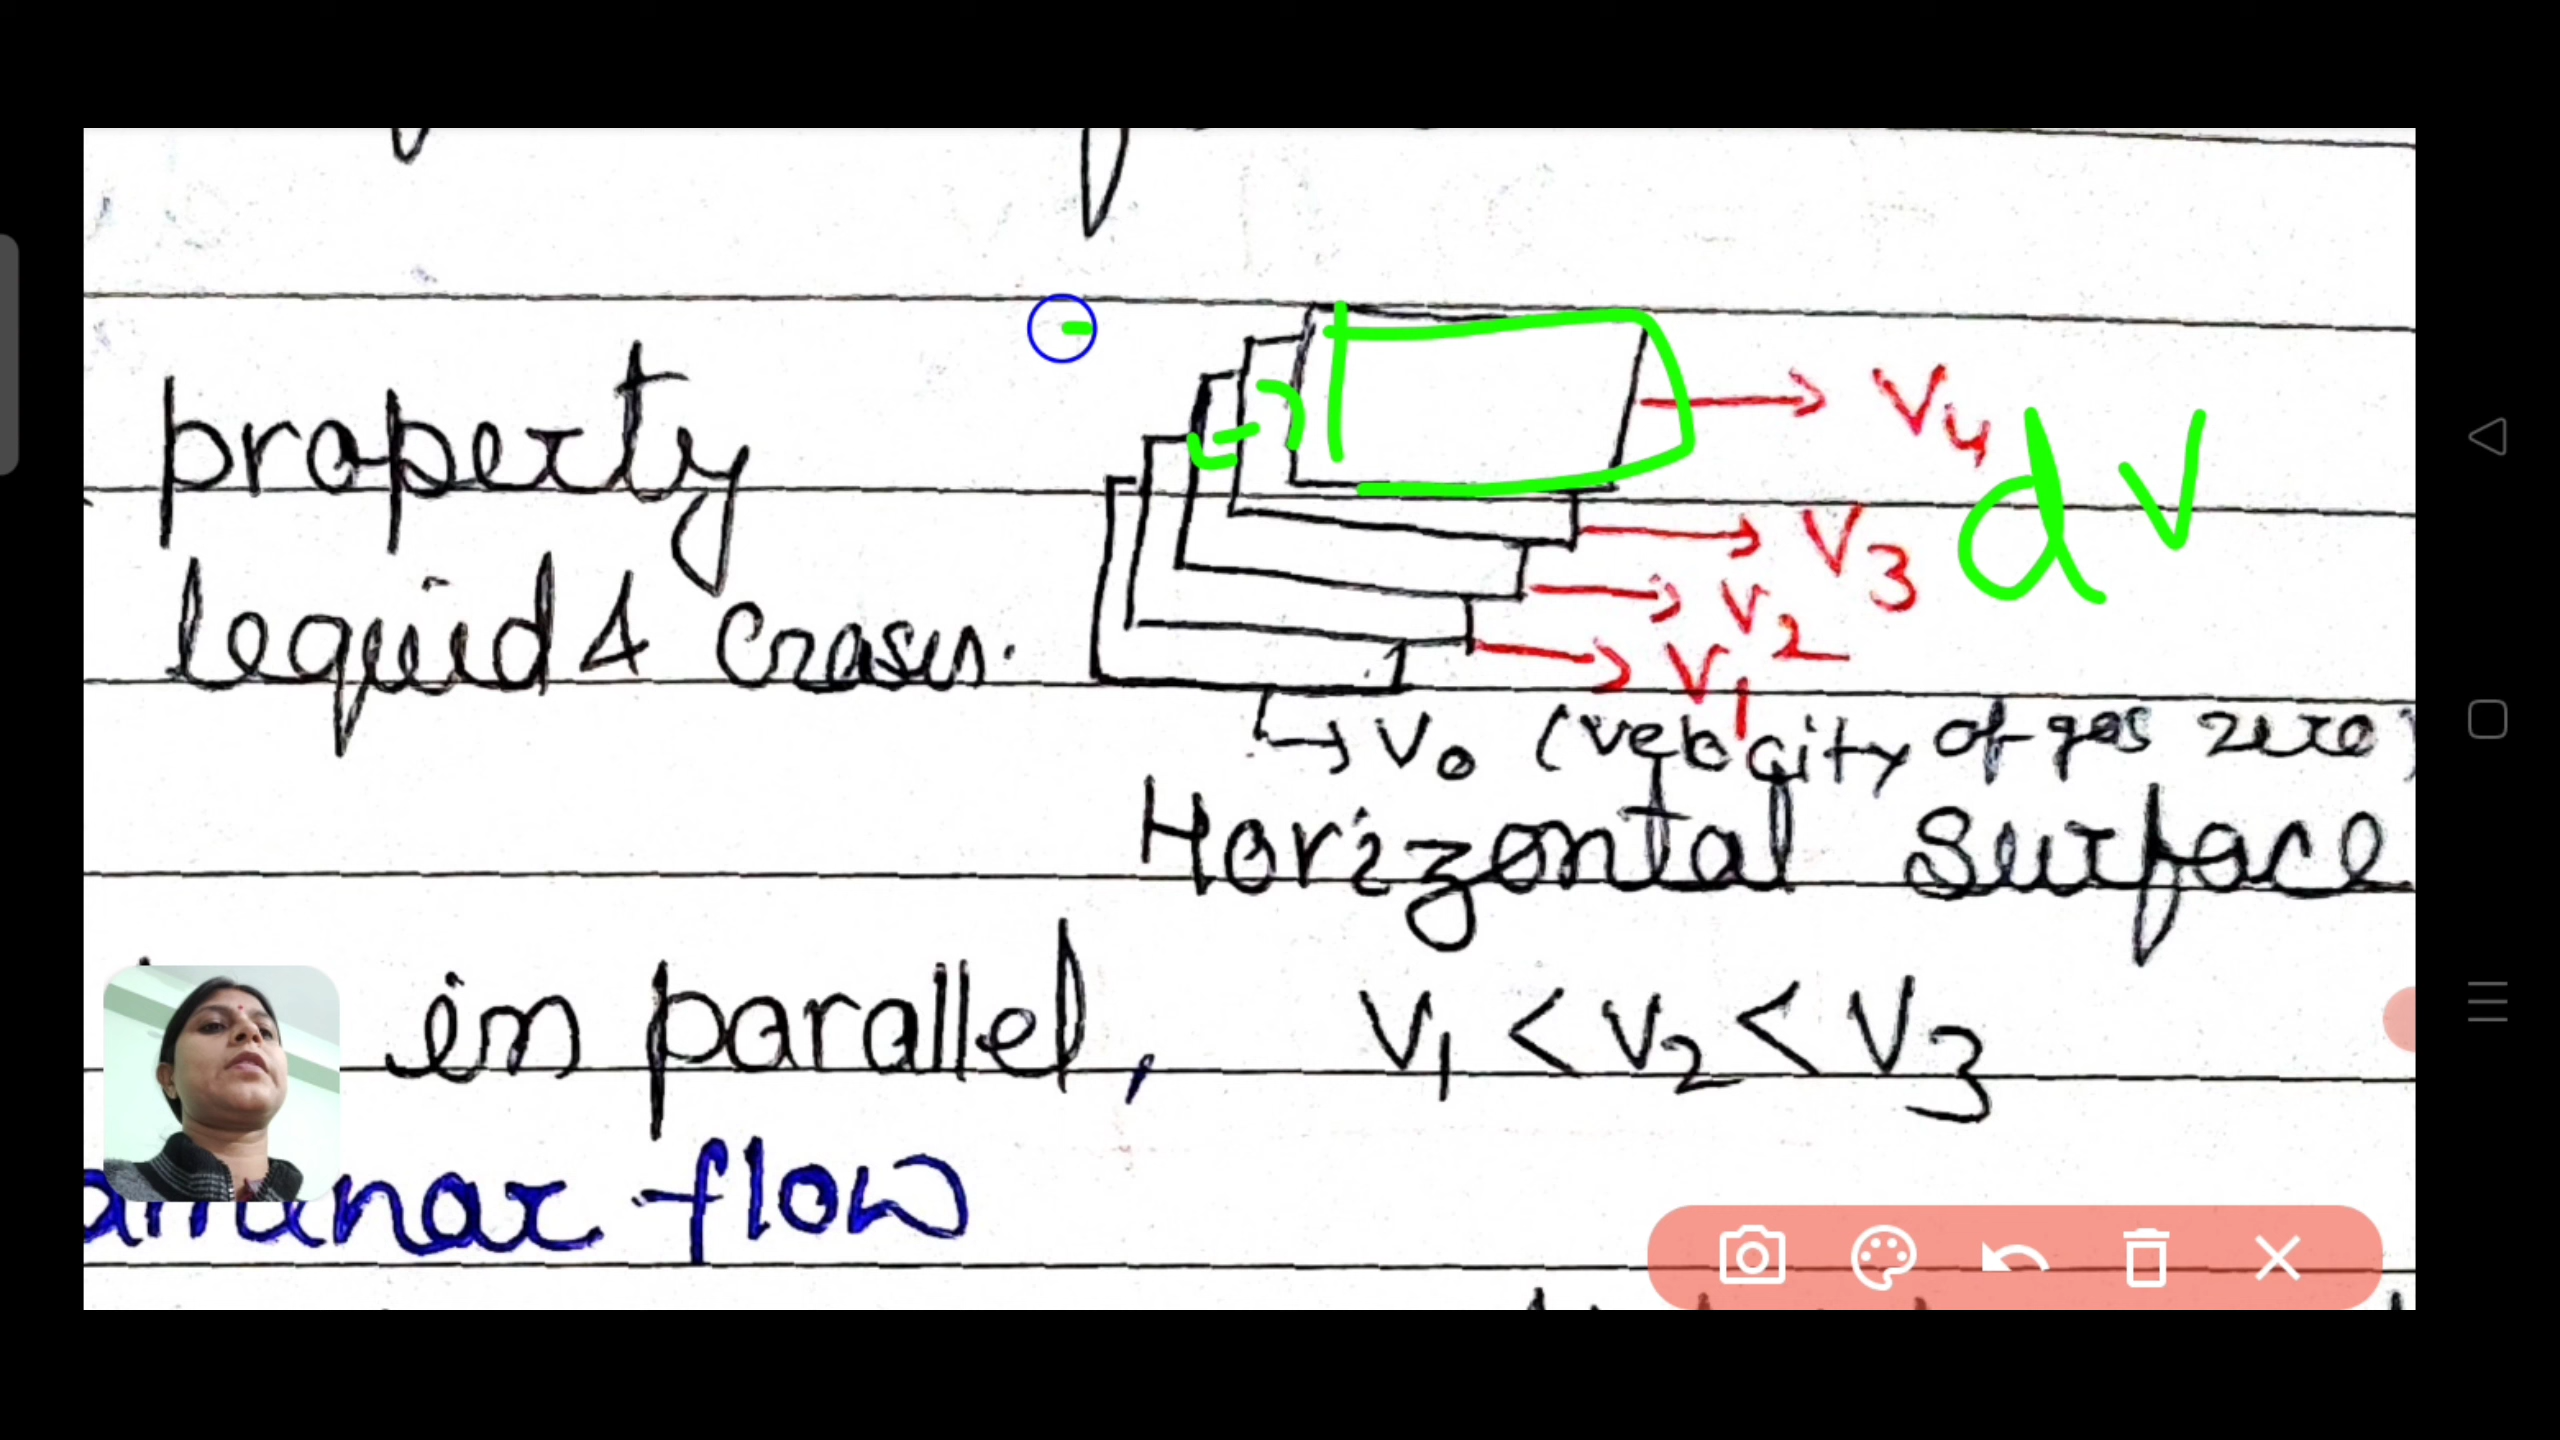 V4
property
dv
V3
V2
liquid & Gases.
V1
→ V0 (velocity of gas zero)
Horizontal Surface
in parallel,
V1 < V2 < V3
aminar flow